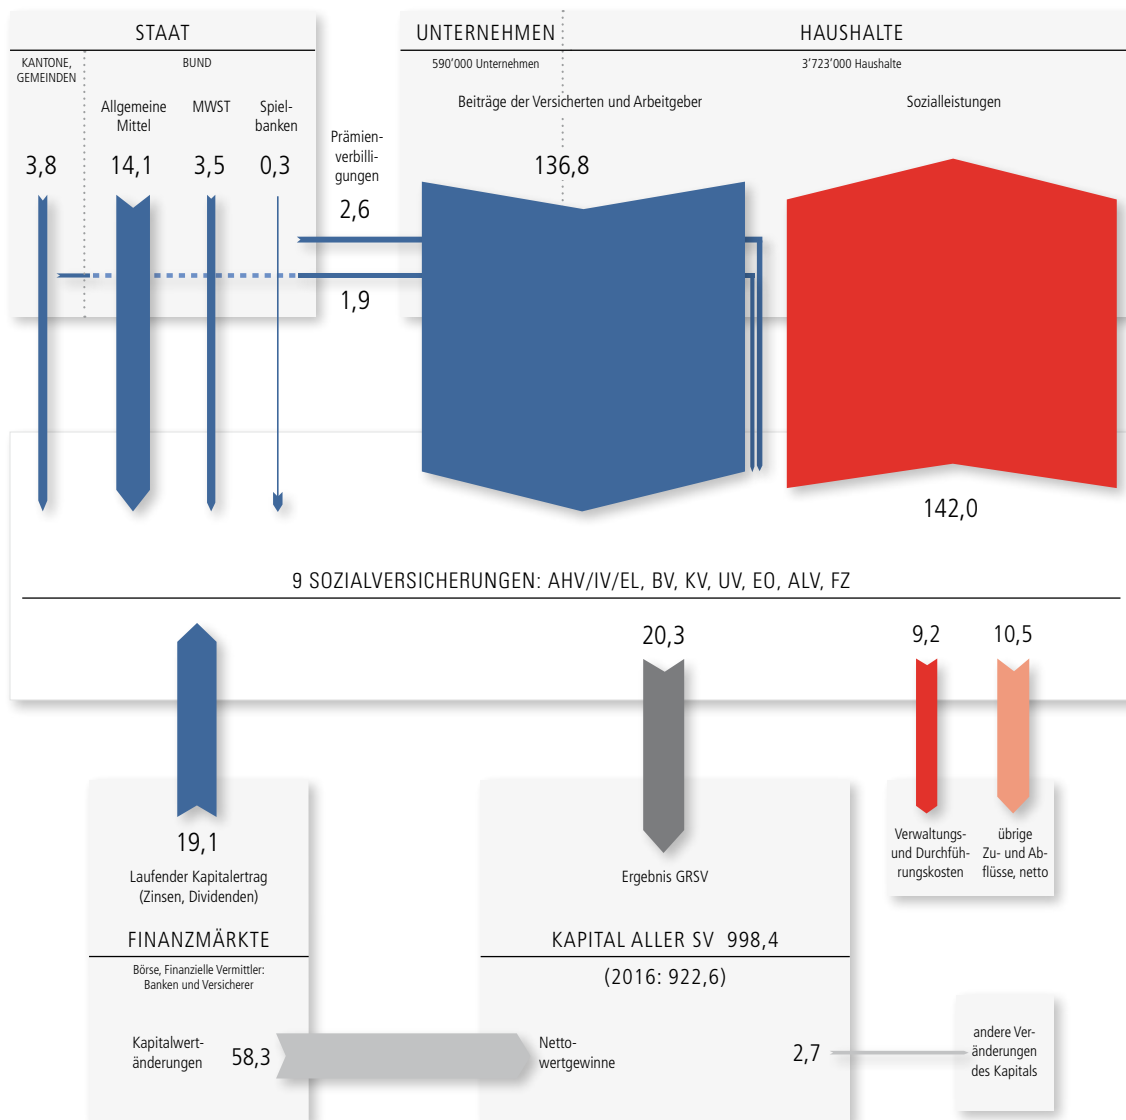 STAAT
KANTONE,
GEMEINDEN
BUND
Allgemeine
Mittel
MWST
Spiel-
banken
3,8
14,1
3,5
0,3
Prämien-
verbilli-
gungen
2,6
1,9
UNTERNEHMEN
HAUSHALTE
590’000 Unternehmen
3’723’000 Haushalte
Beiträge der Versicherten und Arbeitgeber
Sozialleistungen
136,8
142,0
9 SOZIALVERSICHERUNGEN: AHV/IV/EL, BV, KV, UV, EO, ALV, FZ
20,3
9,2
10,5
19,1
Laufender Kapitalertrag
(Zinsen, Dividenden)
Ergebnis GRSV
Verwaltungs-
und Durchfüh-
rungskosten
übrige
Zu- und Ab-
flüsse, netto
FINANZMÄRKTE
Börse, Finanzielle Vermittler:
Banken und Versicherer
KAPITAL ALLER SV 998,4
(2016: 922,6)
Kapitalwert-
änderungen
58,3
Netto-
wertgewinne
2,7
andere Ver-
änderungen
des Kapitals